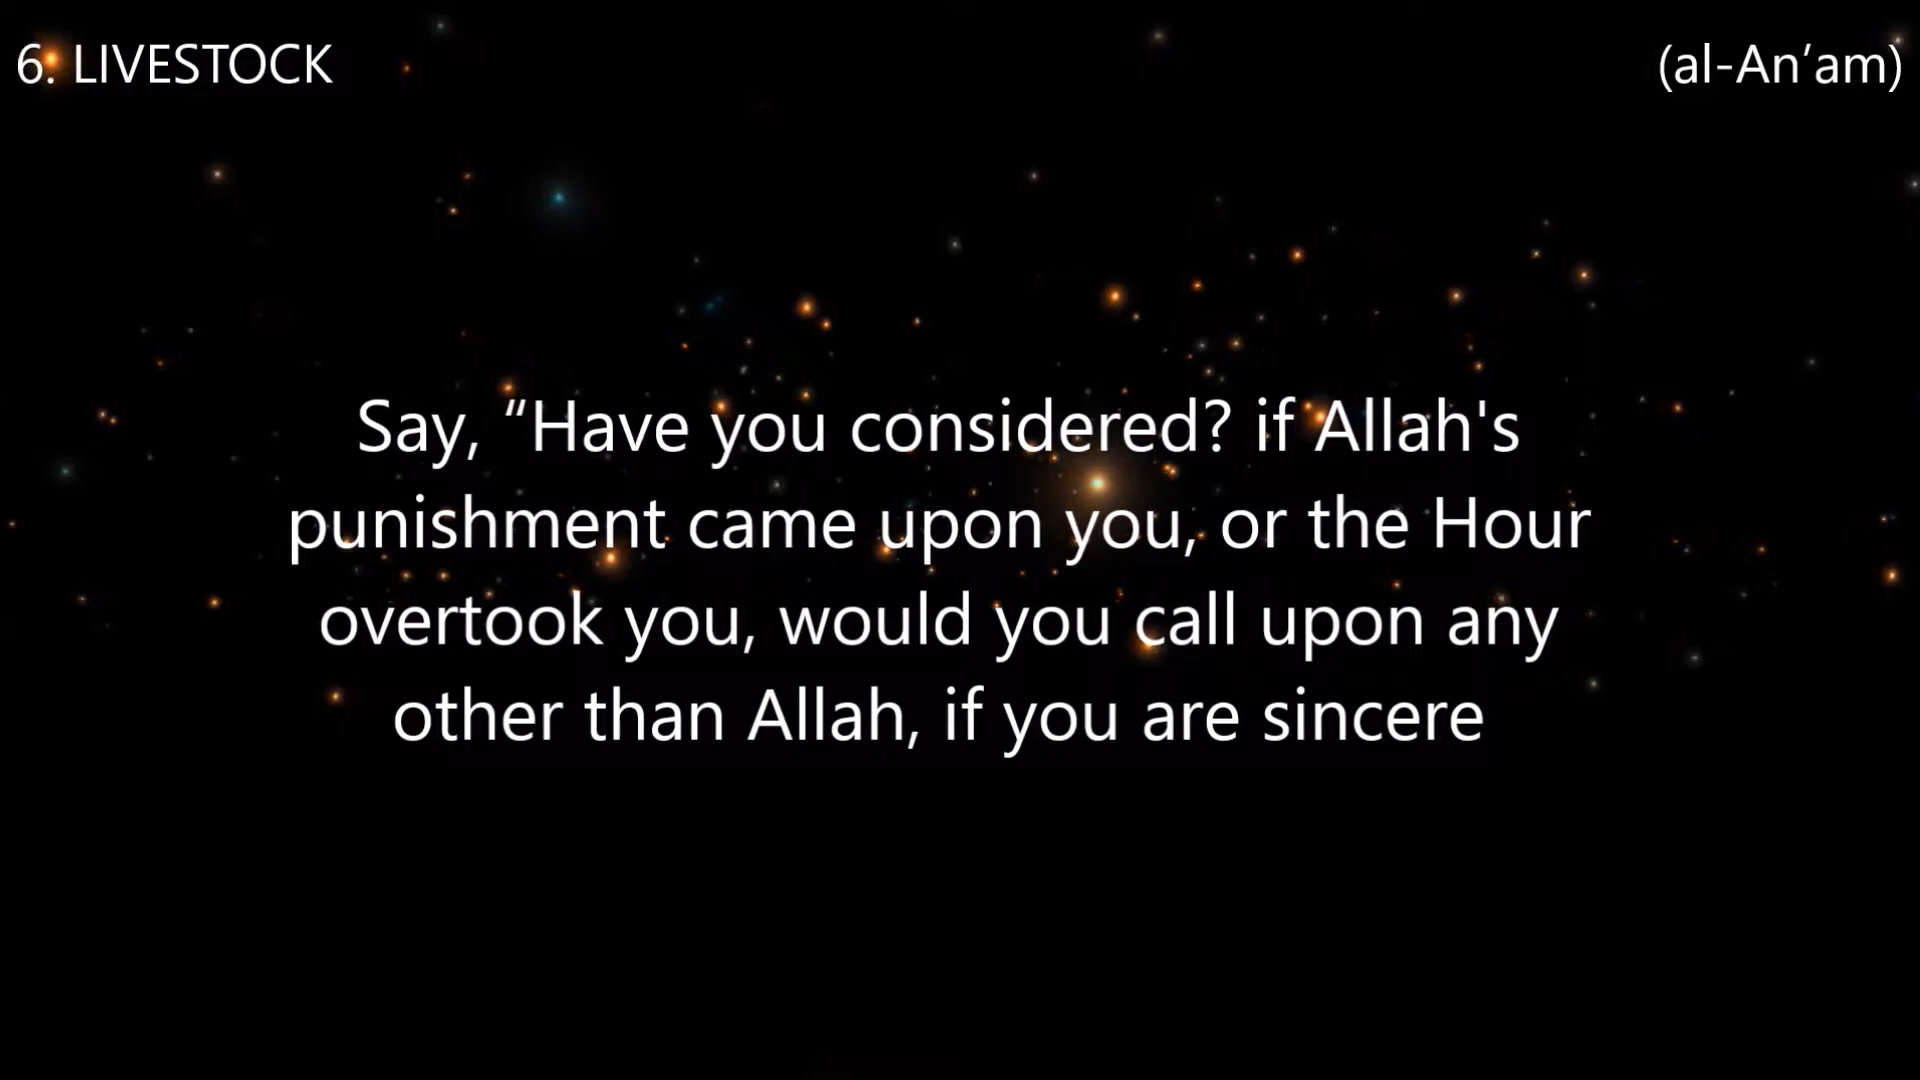 6. LIVESTOCK
(al-An’am)
Say, “Have you considered? if Allah's
punishment came upon you, or the Hour
overtook you, would you call upon any
other than Allah, if you are sincere